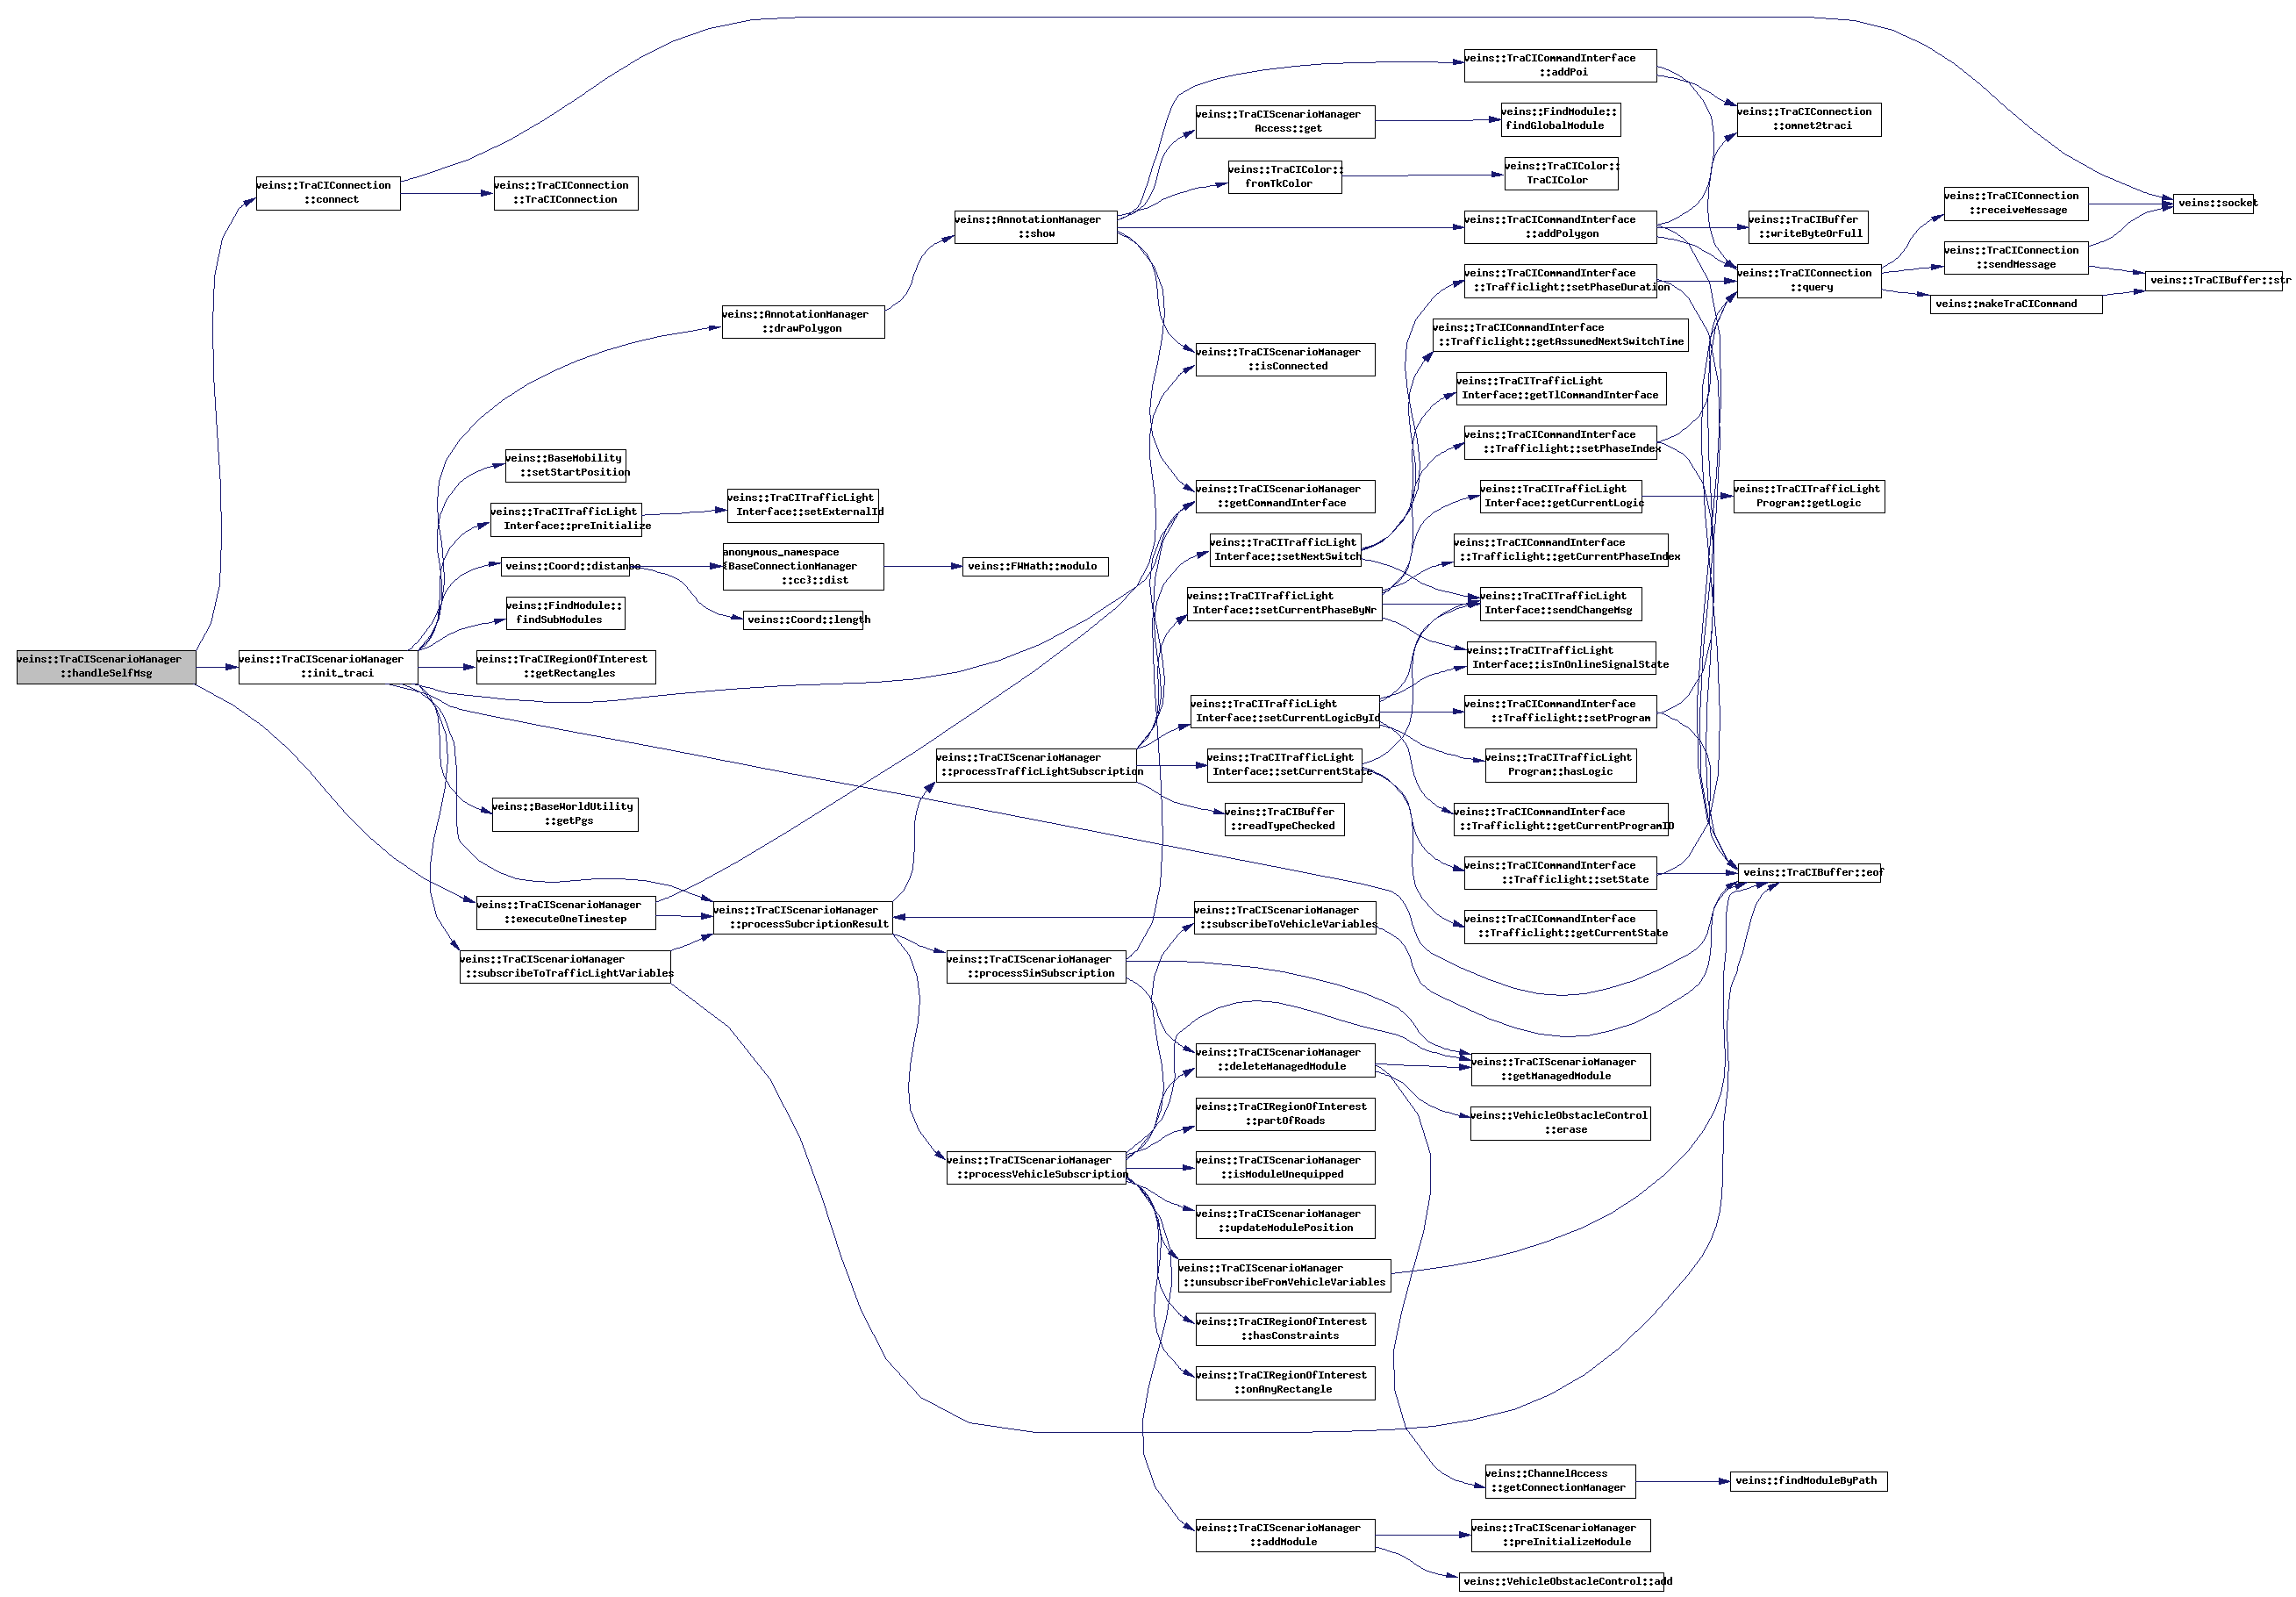 veins::TraCIScenarioManager
::handleSelfMsg
veins::TraCIConnection
::connect
veins::TraCIConnection
::TraCIConnection
veins::TraCIScenarioManager
::init_traci
veins::AnnotationManager
::drawPolygon
veins::BaseMobility
::setStartPosition
veins::TraCITrafficLight
Interface::preInitialize
veins::TraCITrafficLight
Interface::setExternalId
veins::Coord::distance
anonymous_namespace
{BaseConnectionManager
::cc}::dist
veins::FWMath::modulo
veins::Coord::length
veins::FindModule::
findSubModules
veins::TraCIRegionOfInterest
::getRectangles
veins::BaseWorldUtility
::getPgs
veins::TraCIScenarioManager
::executeOneTimestep
veins::TraCIScenarioManager
::subscribeToTrafficLightVariables
veins::TraCIScenarioManager
::processSubcriptionResult
veins::AnnotationManager
::show
veins::TraCIScenarioManager
::processTrafficLightSubscription
veins::TraCIScenarioManager
::processSimSubscription
veins::TraCIScenarioManager
::processVehicleSubscription
veins::TraCIScenarioManager
Access::get
veins::TraCIColor::
fromTkColor
veins::TraCIScenarioManager
::isConnected
veins::TraCIScenarioManager
::getCommandInterface
veins::TraCITrafficLight
Interface::setNextSwitch
veins::TraCITrafficLight
Interface::setCurrentPhaseByNr
veins::TraCITrafficLight
Interface::setCurrentLogicById
veins::TraCITrafficLight
Interface::setCurrentState
veins::TraCIBuffer
::readTypeChecked
veins::TraCIScenarioManager
::subscribeToVehicleVariables
veins::TraCIScenarioManager
::deleteManagedModule
veins::TraCIRegionOfInterest
::partOfRoads
veins::TraCIScenarioManager
::isModuleUnequipped
veins::TraCIScenarioManager
::updateModulePosition
veins::TraCIScenarioManager
::unsubscribeFromVehicleVariables
veins::TraCIRegionOfInterest
::hasConstraints
veins::TraCIRegionOfInterest
::onAnyRectangle
veins::TraCIScenarioManager
::addModule
veins::TraCICommandInterface
::addPoi
veins::FindModule::
findGlobalModule
veins::TraCIColor::
TraCIColor
veins::TraCICommandInterface
::addPolygon
veins::TraCICommandInterface
::Trafficlight::setPhaseDuration
veins::TraCICommandInterface
::Trafficlight::getAssumedNextSwitchTime
veins::TraCITrafficLight
Interface::getTlCommandInterface
veins::TraCICommandInterface
::Trafficlight::setPhaseIndex
veins::TraCITrafficLight
Interface::getCurrentLogic
veins::TraCICommandInterface
::Trafficlight::getCurrentPhaseIndex
veins::TraCITrafficLight
Interface::sendChangeMsg
veins::TraCITrafficLight
Interface::isInOnlineSignalState
veins::TraCICommandInterface
::Trafficlight::setProgram
veins::TraCITrafficLight
Program::hasLogic
veins::TraCICommandInterface
::Trafficlight::getCurrentProgramID
veins::TraCICommandInterface
::Trafficlight::setState
veins::TraCICommandInterface
::Trafficlight::getCurrentState
veins::TraCIScenarioManager
::getManagedModule
veins::VehicleObstacleControl
::erase
veins::ChannelAccess
::getConnectionManager
veins::TraCIScenarioManager
::preInitializeModule
veins::VehicleObstacleControl::add
veins::TraCIConnection
::omnet2traci
veins::TraCIBuffer
::writeByteOrFull
veins::TraCIConnection
::query
veins::TraCITrafficLight
Program::getLogic
veins::TraCIBuffer::eof
veins::findModuleByPath
veins::TraCIConnection
::receiveMessage
veins::TraCIConnection
::sendMessage
veins::makeTraCICommand
veins::socket
veins::TraCIBuffer::str